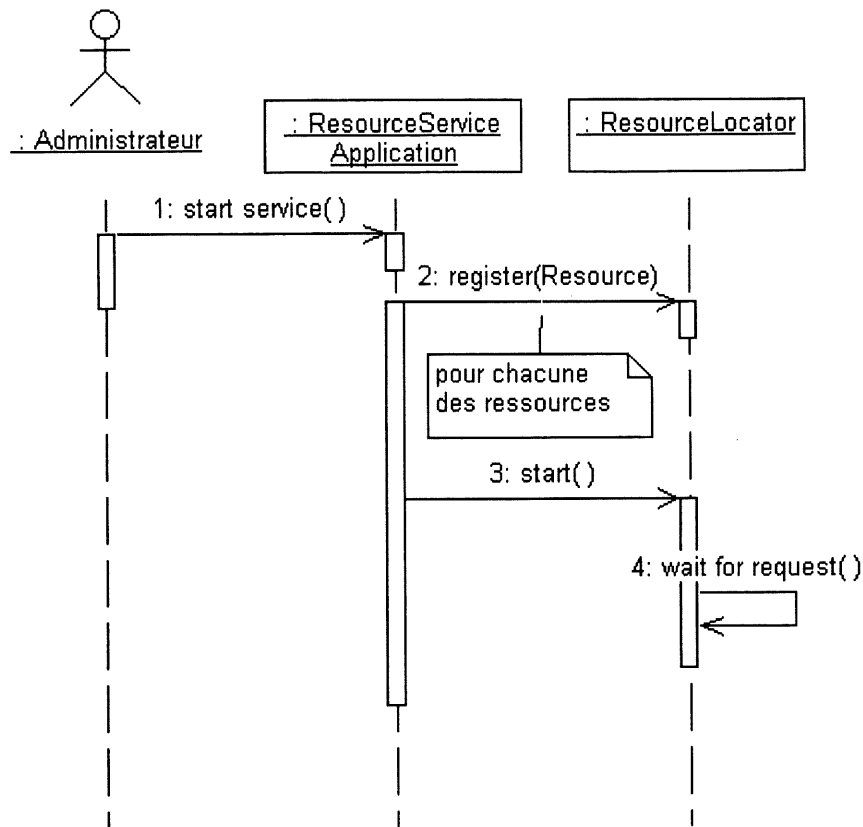 : Administrateur
: ResourceService
Application
: ResourceLocator
1: start service( )
2: register(Resource)
pour chacune
des ressources
3: start( )
4: wait for request( )